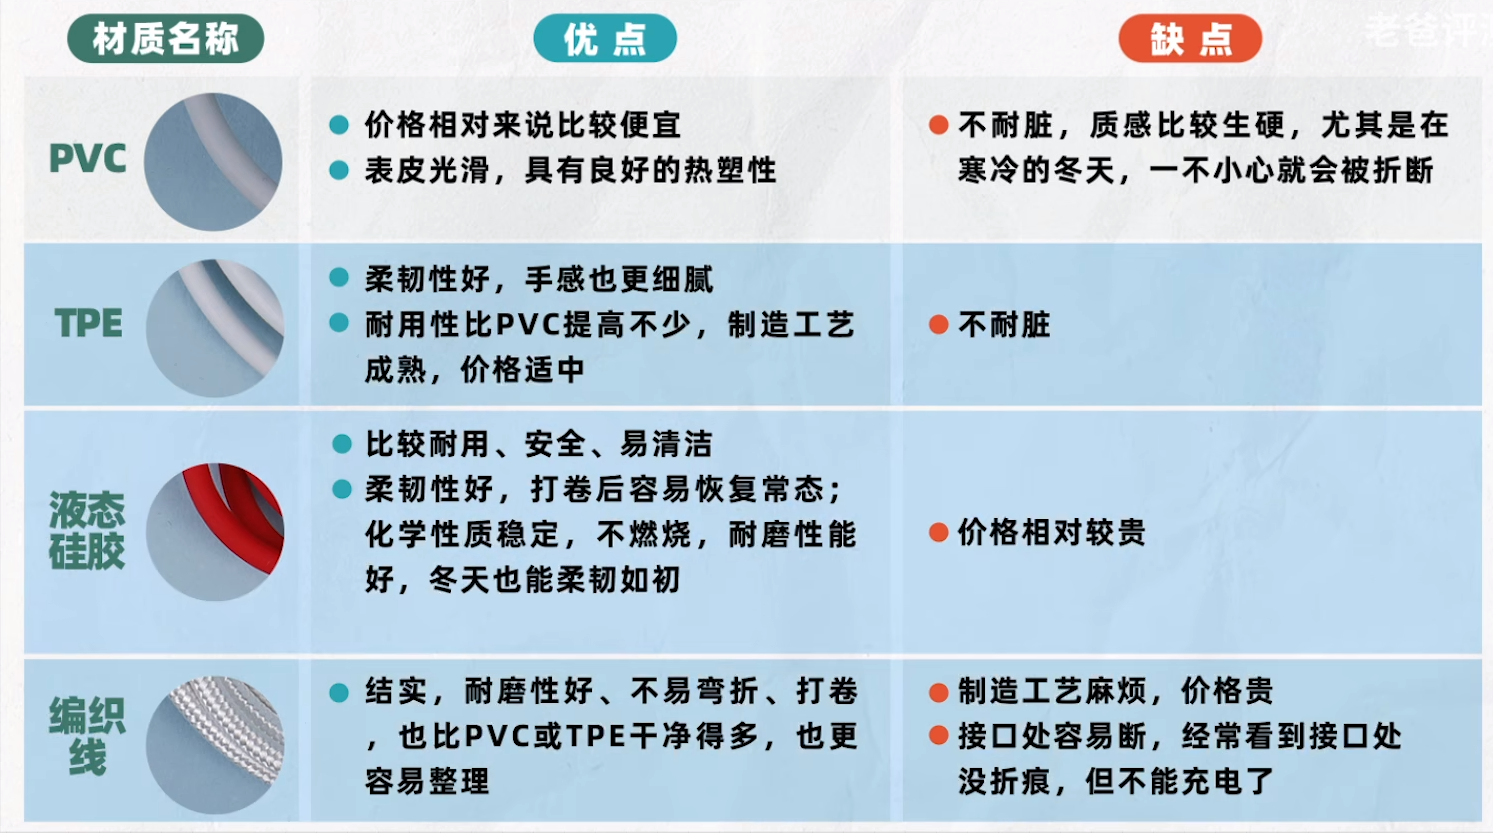 材质名称
优点
缺点
老爸评
PVC
价格相对来说比较便宜
表皮光滑，具有良好的热塑性
不耐脏，质感比较生硬，尤其是在
寒冷的冬天，一不小心就会被折断
TPE
柔韧性好，手感也更细腻
耐用性比PVC提高不少，制造工艺
成熟，价格适中
不耐脏
液态
硅胶
比较耐用、安全、易清洁
柔韧性好，打卷后容易恢复常态；
化学性质稳定，不燃烧，耐磨性能
好，冬天也能柔韧如初
价格相对较贵
编织
线
结实，耐磨性好、不易弯折、打卷
，也比PVC或TPE干净得多，也更
容易整理
制造工艺麻烦，价格贵
接口处容易断，经常看到接口处
没折痕，但不能充电了